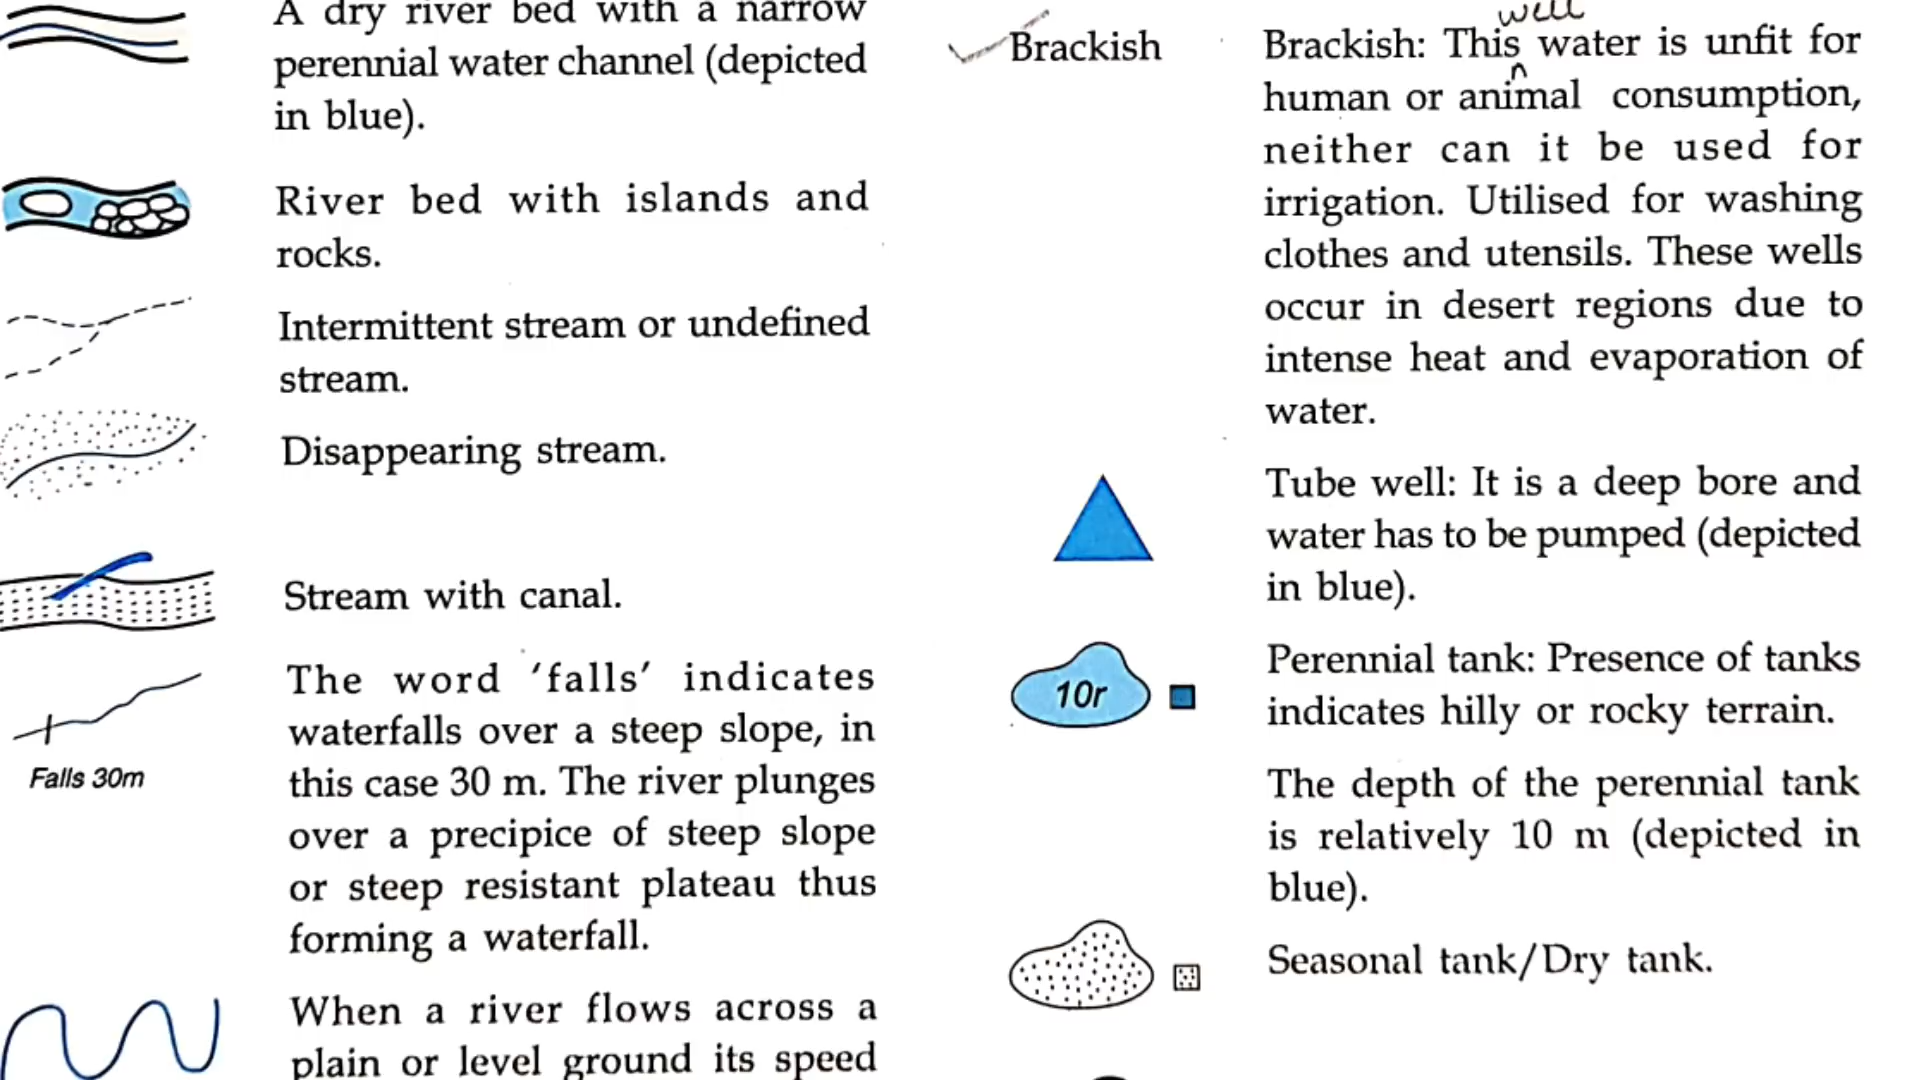 A dry river bed with a narrow
perennial water channel (depicted
in blue).
River bed with islands and
rocks.
Intermittent stream or undefined
stream.
Disappearing stream.
Stream with canal.
Falls 30m
The word ‘falls’ indicates
waterfalls over a steep slope, in
this case 30 m. The river plunges
over a precipice of steep slope
or steep resistant plateau thus
forming a waterfall.
When a river flows across a
plain or level ground its speed
Brackish
well
Brackish: This water is unfit for
human or animal consumption,
neither can it be used for
irrigation. Utilised for washing
clothes and utensils. These wells
occur in desert regions due to
intense heat and evaporation of
water.
Tube well: It is a deep bore and
water has to be pumped (depicted
in blue).
10r
Perennial tank: Presence of tanks
indicates hilly or rocky terrain.
The depth of the perennial tank
is relatively 10 m (depicted in
blue).
Seasonal tank/Dry tank.